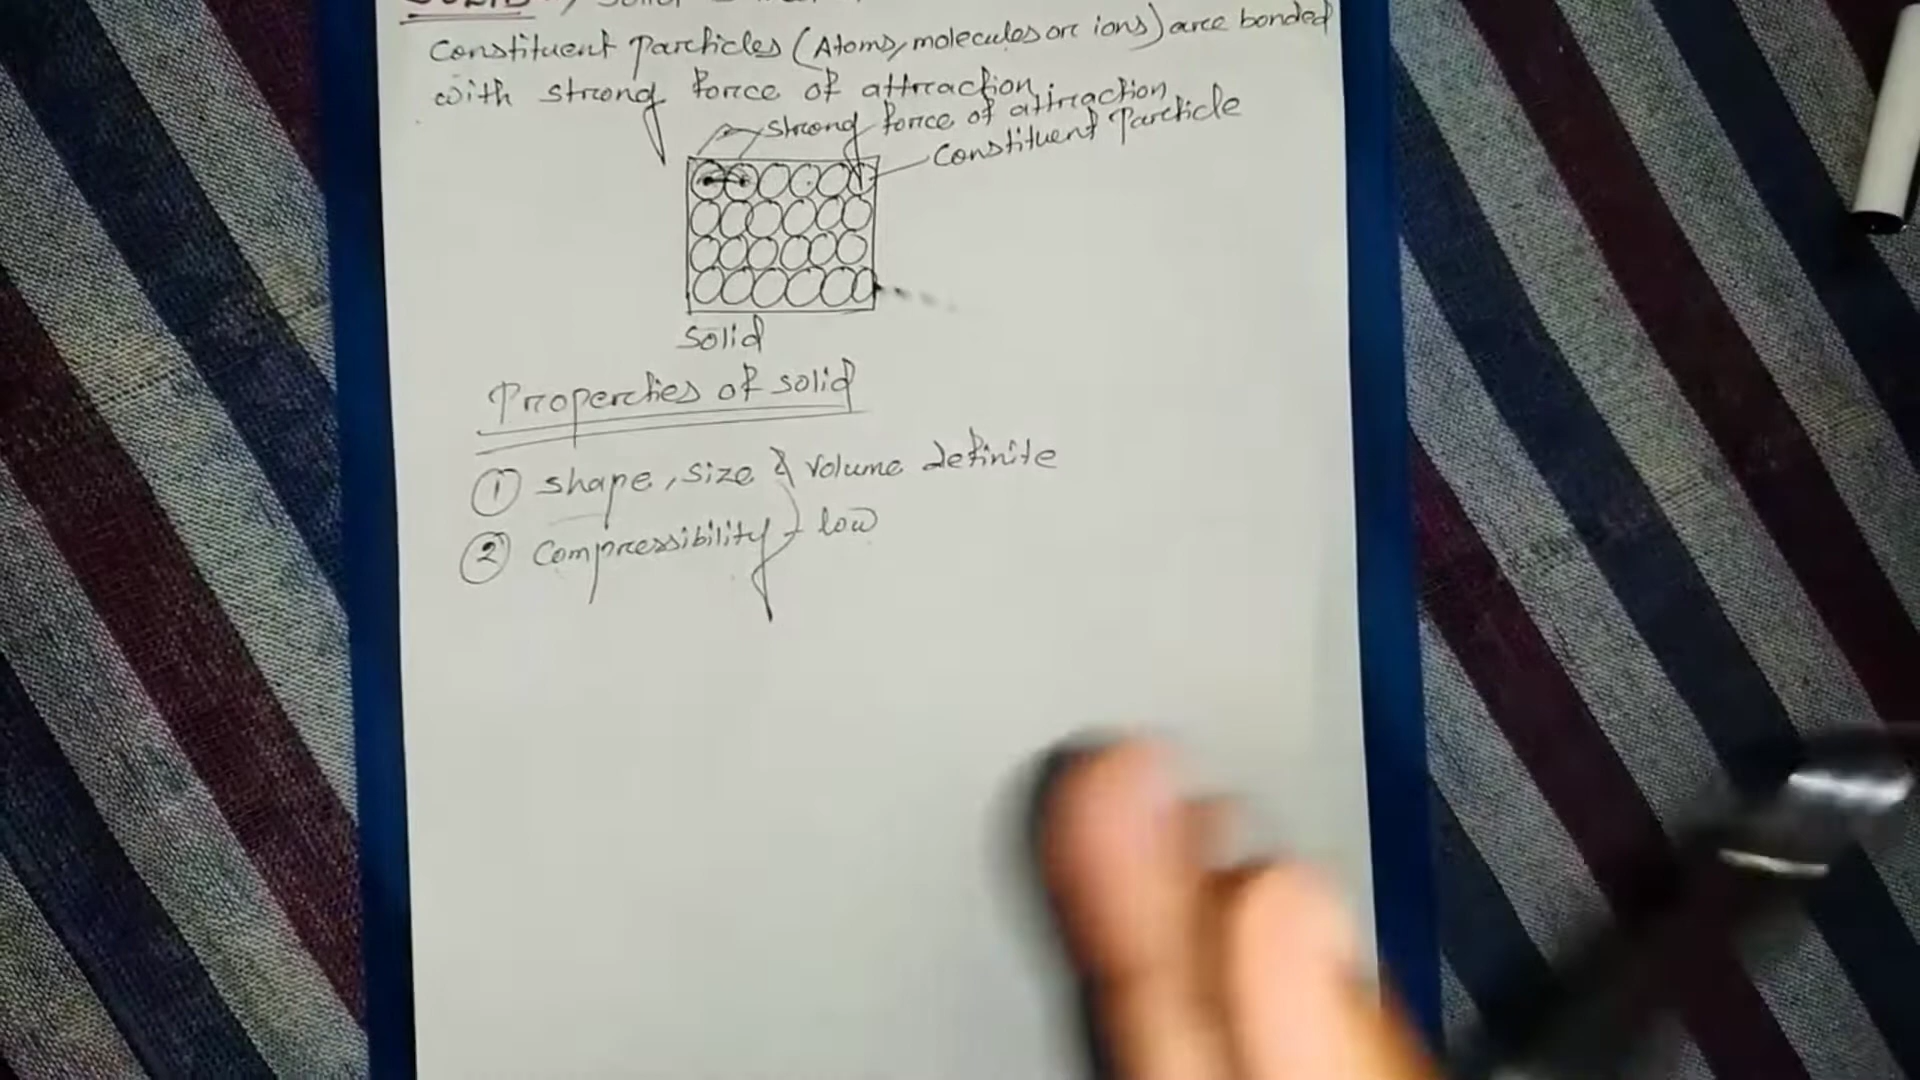 Constituent Particles (Atoms, molecules or ions) are bonded
with strong force of attraction.
strong force of attraction
constituent Particle
Solid
Properties of solid
① shape, size & volume definite
② Compressibility - low